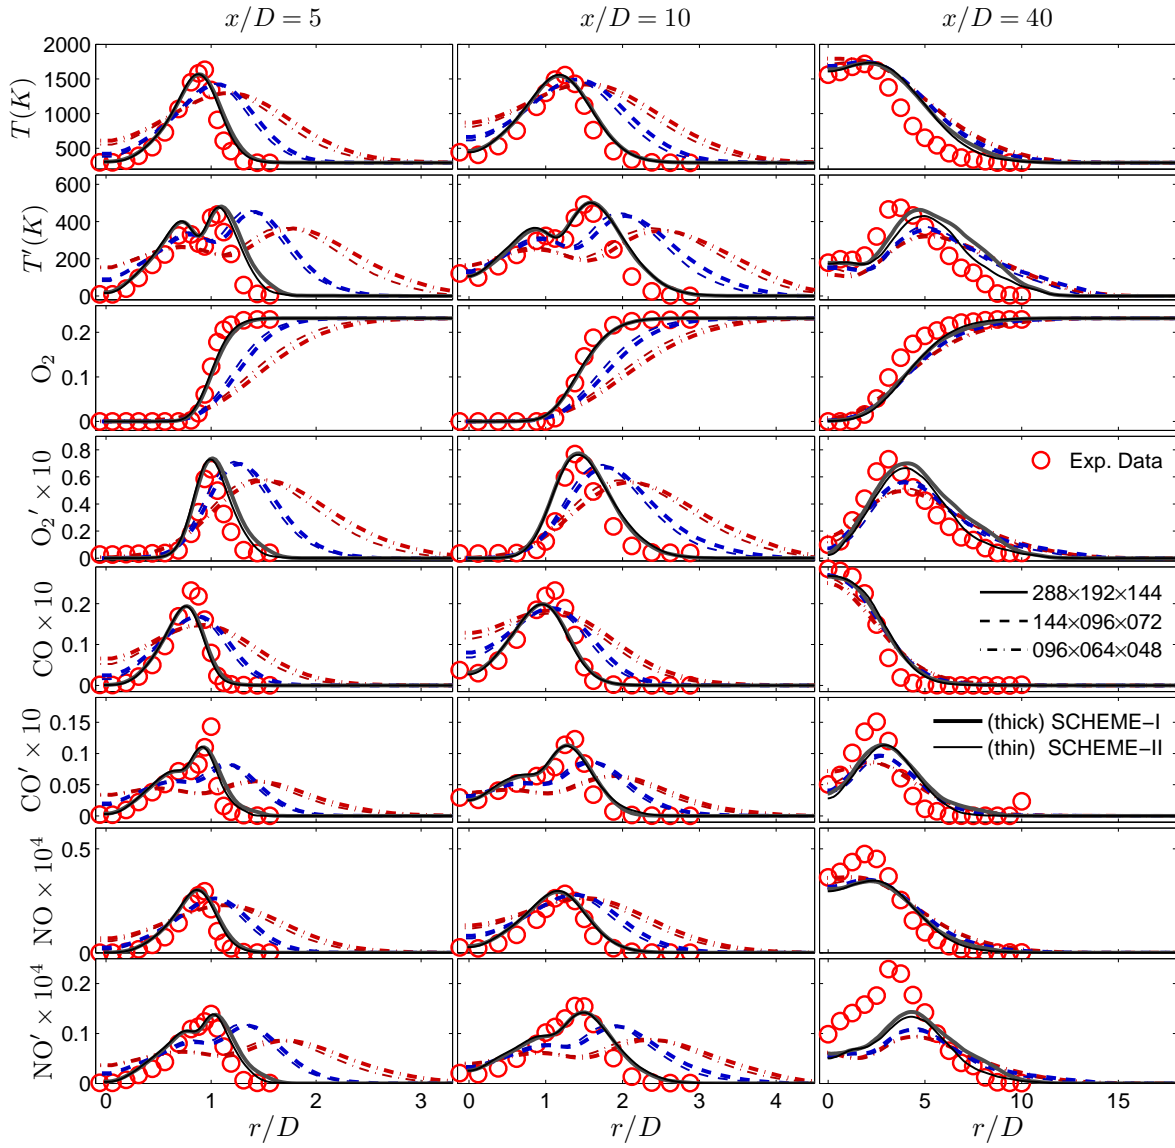 x/D = 5 x/D = 10 x/D = 40
T(K)
2000
1500
1000
500
T′(K)
600
400
200
0
O₂
0.2
0.1
0
O₂′ × 10
0.8
0.6
0.4
0.2
0
Exp. Data
CO × 10
0.2
0.1
0
288×192×144
144×096×072
096×064×048
CO′ × 10
0.15
0.1
0.05
0
(thick) SCHEME−I
(thin) SCHEME−II
NO × 10⁴
0.5
0
NO′ × 10⁴
0.2
0.1
0
0 1 2 3 0 1 2 3 4 0 5 10 15
r/D r/D r/D